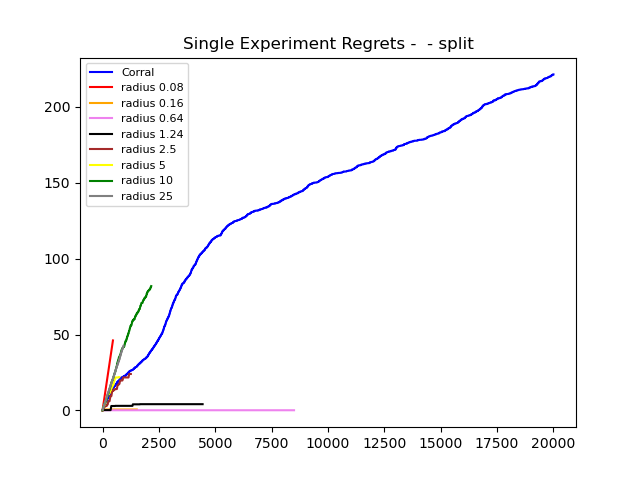 Single Experiment Regrets -  - split
Corral
radius 0.08
radius 0.16
radius 0.64
radius 1.24
radius 2.5
radius 5
radius 10
radius 25
200
150
100
50
0
0 2500 5000 7500 10000 12500 15000 17500 20000